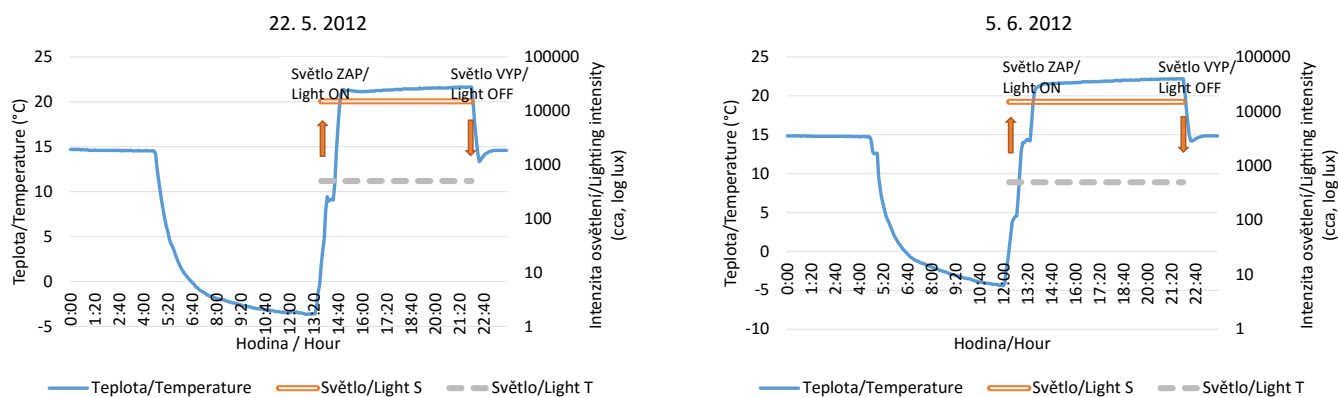 22. 5. 2012
Teplota/Temperature (°C)
25
20
15
10
5
0
-5
Světlo ZAP/
Light ON
Světlo VYP/
Light OFF
100000
10000
1000
100
10
1
Intenzita osvětlení/Lighting intensity
(cca, log lux)
0:00
1:20
2:40
4:00
5:20
6:40
8:00
9:20
10:40
12:00
13:20
14:40
16:00
17:20
18:40
20:00
21:20
22:40
Hodina / Hour
Teplota/Temperature
Světlo/Light S
Světlo/Light T
5. 6. 2012
Teplota/Temperature (°C)
25
20
15
10
5
0
-5
-10
Světlo ZAP/
Light ON
Světlo VYP/
Light OFF
100000
10000
1000
100
10
1
Intenzita osvětlení/Lighting intensity
(cca, log lux)
0:00
1:20
2:40
4:00
5:20
6:40
8:00
9:20
10:40
12:00
13:20
14:40
16:00
17:20
18:40
20:00
21:20
22:40
Hodina/Hour
Teplota/Temperature
Světlo/Light S
Světlo/Light T